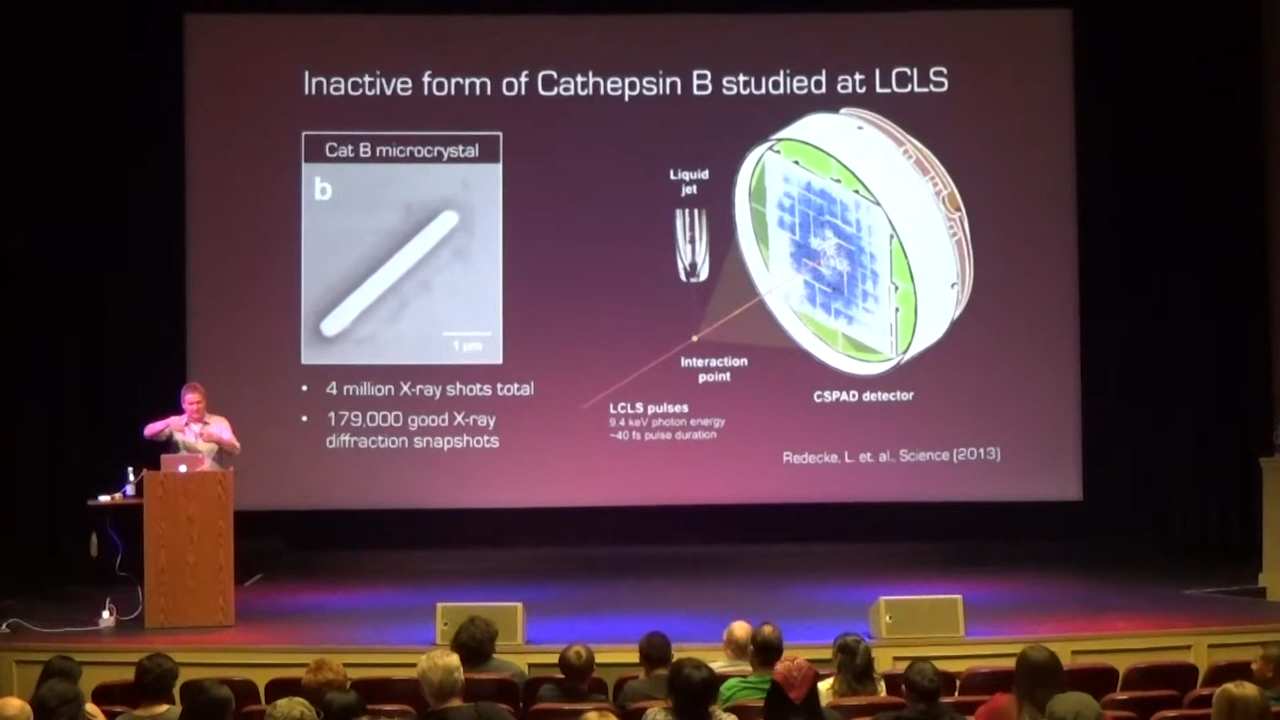 Inactive form of Cathepsin B studied at LCLS
Cat B microcrystal
b
1 µm
• 4 million X-ray shots total
• 179,000 good X-ray
diffraction snapshots
Liquid
jet
Interaction
point
LCLS pulses
9.4 keV photon energy
~40 fs pulse duration
CSPAD detector
Redecke, L. et. al., Science (2013)